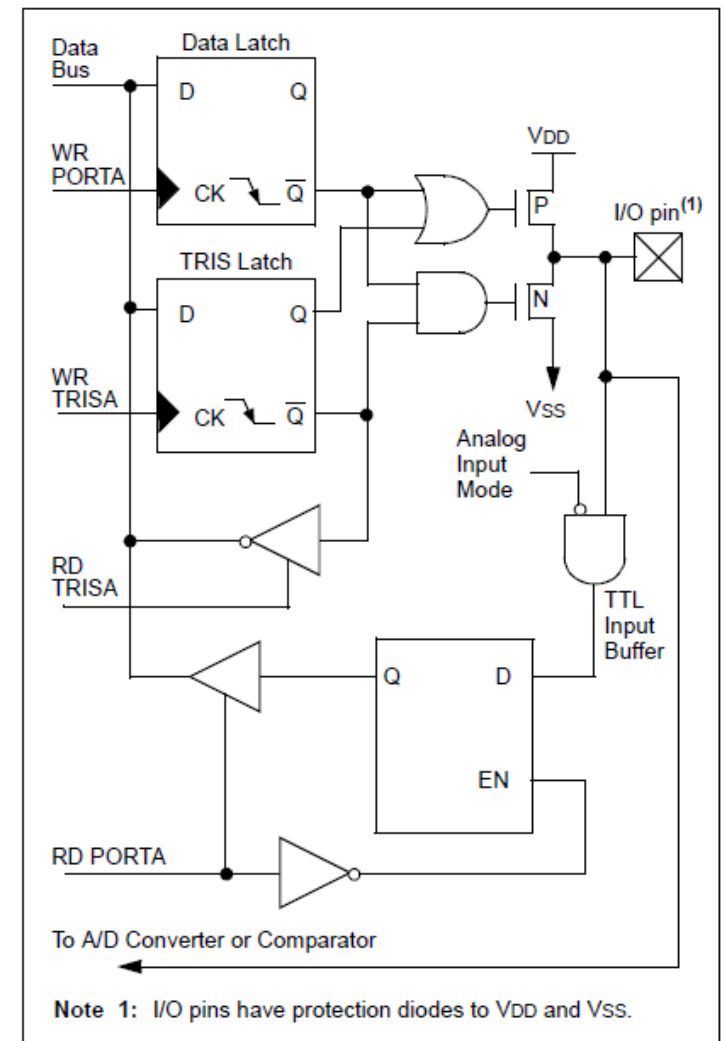 Data
Bus
Data Latch
D
Q
WR
PORTA
CK
Q
VDD
P
I/O pin(1)
TRIS Latch
D
Q
N
WR
TRISA
CK
Q
VSS
Analog
Input
Mode
RD
TRISA
TTL
Input
Buffer
Q
D
EN
RD PORTA
To A/D Converter or Comparator
Note 1: I/O pins have protection diodes to VDD and VSS.